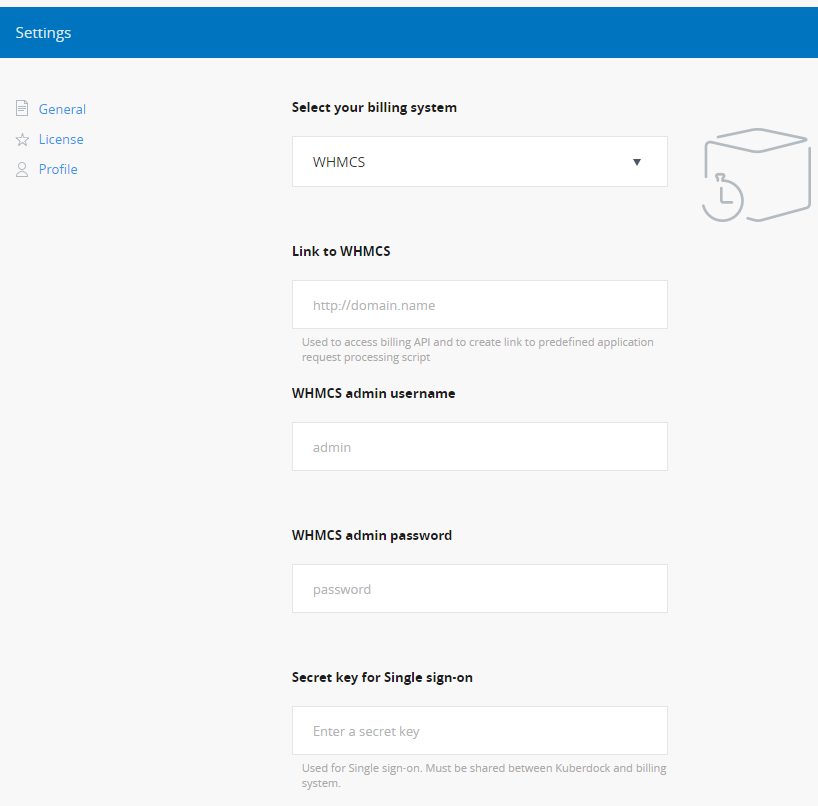 Settings
General
License
Profile
Select your billing system
WHMCS
Link to WHMCS
http://domain.name
Used to access billing API and to create link to predefined application
request processing script
WHMCS admin username
admin
WHMCS admin password
password
Secret key for Single sign-on
Enter a secret key
Used for Single sign-on. Must be shared between Kuberdock and billing
system.